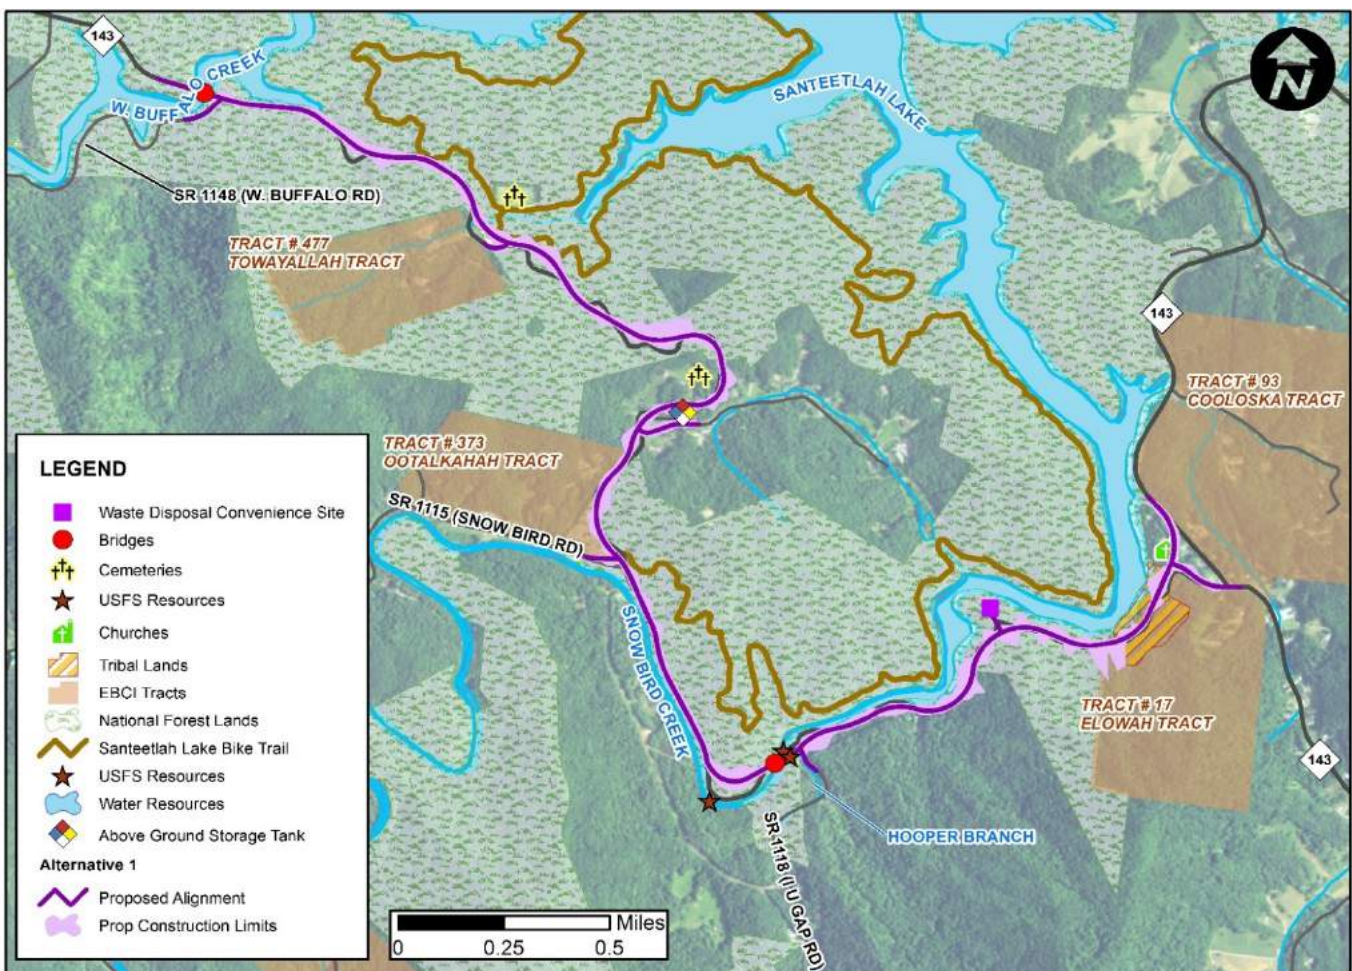 143
W. BUFFALO CREEK
SANTEETLAH LAKE
N
SR 1148 (W. BUFFALO RD)
TRACT # 477
TOWAYALLAH TRACT
143
TRACT # 93
COOLOSKA TRACT
TRACT # 373
OOTALKAHAH TRACT
SR 1115 (SNOW BIRD RD)
SNOW BIRD CREEK
TRACT # 17
ELOWAH TRACT
143
HOOPER BRANCH
SR 1118 (I U GAP RD)
LEGEND
Waste Disposal Convenience Site
Bridges
Cemeteries
USFS Resources
Churches
Tribal Lands
EBCI Tracts
National Forest Lands
Santeetlah Lake Bike Trail
USFS Resources
Water Resources
Above Ground Storage Tank
Alternative 1
Proposed Alignment
Prop Construction Limits
Miles
0 0.25 0.5